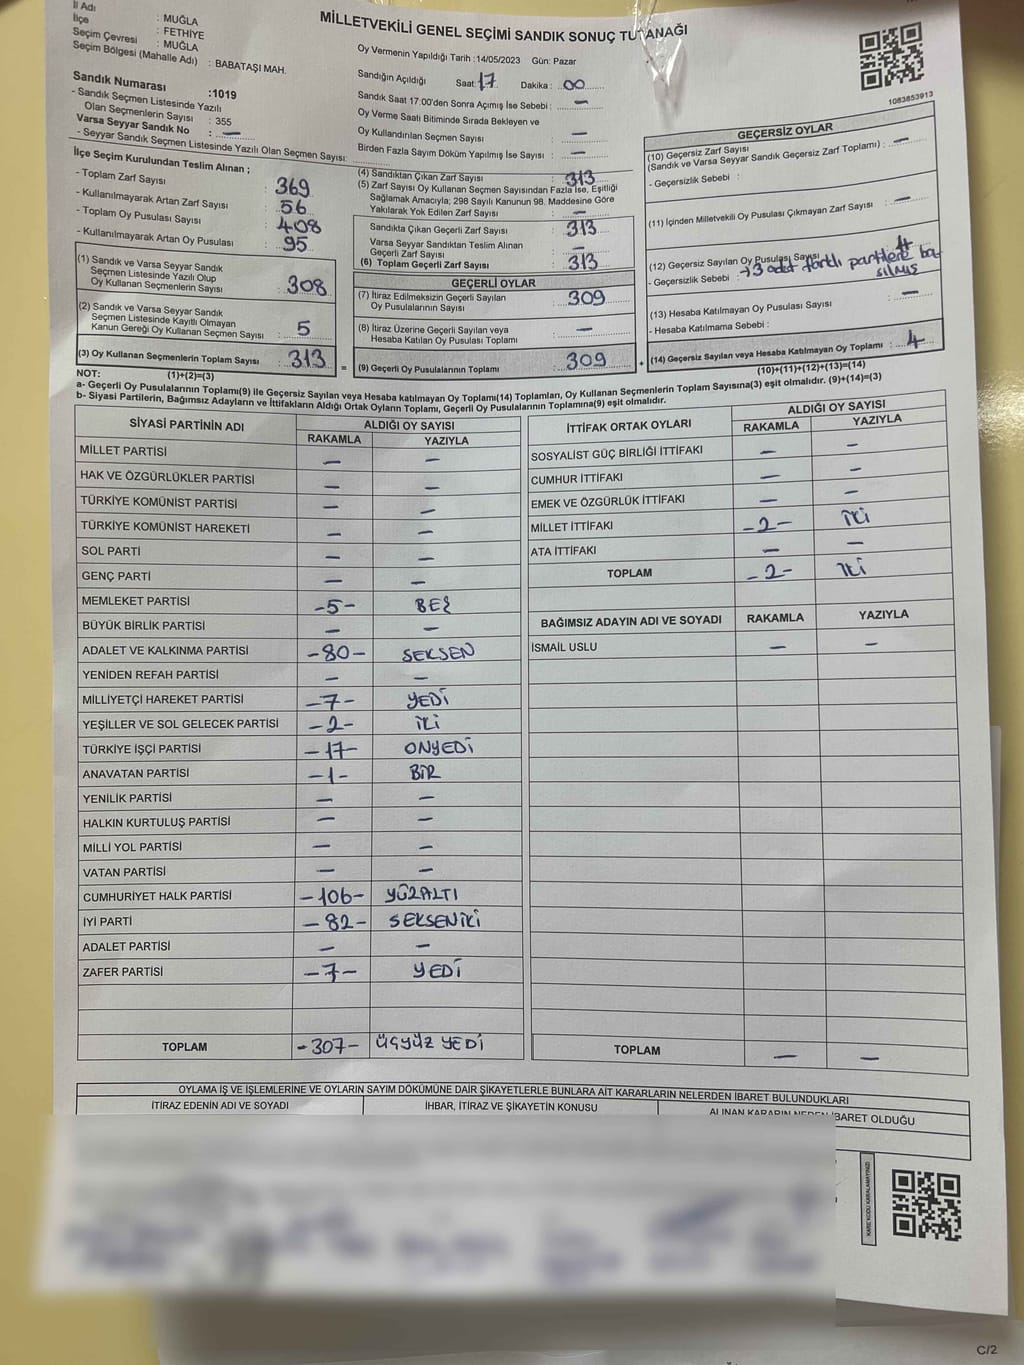 MİLLETVEKİLİ GENEL SEÇİMİ SANDIK SONUÇ TUTANAĞI
İl Adı : MUĞLA
İlçe : FETHİYE
Seçim Çevresi : MUĞLA
Seçim Bölgesi (Mahalle Adı) : BABATAŞI MAH.
Sandık Numarası :1019
- Sandık Seçmen Listesinde Yazılı
Olan Seçmenlerin Sayısı : 355
Varsa Seyyar Sandık No : —
- Seyyar Sandık Seçmen Listesinde Yazılı Olan Seçmen Sayısı:
İlçe Seçim Kurulundan Teslim Alınan ;
- Toplam Zarf Sayısı : 369
- Kullanılmayarak Artan Zarf Sayısı : 56
- Toplam Oy Pusulası Sayısı : 408
- Kullanılmayarak Artan Oy Pusulası : 95
(1) Sandık ve Varsa Seyyar Sandık
Seçmen Listesinde Yazılı Olup
Oy Kullanan Seçmenlerin Sayısı : 308
(2) Sandık ve Varsa Seyyar Sandık
Seçmen Listesinde Kayıtlı Olmayan
Kanun Gereği Oy Kullanan Seçmen Sayısı : 5
(3) Oy Kullanan Seçmenlerin Toplam Sayısı : 313
(1)+(2)=(3)
Oy Vermenin Yapıldığı Tarih : 14/05/2023 Gün: Pazar
Sandığın Açıldığı Saat: 17 Dakika : 00
Sandık Saat 17:00'den Sonra Açımış İse Sebebi : —
Oy Verme Saati Bitiminde Sırada Bekleyen ve
Oy Kullandırılan Seçmen Sayısı —
Birden Fazla Sayım Döküm Yapılmış İse Sayısı : —
(4) Sandıktan Çıkan Zarf Sayısı : 313
(5) Zarf Sayısı Oy Kullanan Seçmen Sayısından Fazla İse, Eşitliği
Sağlamak Amacıyla; 298 Sayılı Kanunun 98. Maddesine Göre
Yakılarak Yok Edilen Zarf Sayısı : —
Sandıkta Çıkan Geçerli Zarf Sayısı : 313
Varsa Seyyar Sandıktan Teslim Alınan
Geçerli Zarf Sayısı : —
(6) Toplam Geçerli Zarf Sayısı : 313
GEÇERLİ OYLAR
(7) İtiraz Edilmeksizin Geçerli Sayılan
Oy Pusulalarının Sayısı : 309
(8) İtiraz Üzerine Geçerli Sayılan veya
Hesaba Katılan Oy Pusulası Toplamı : —
= (9) Geçerli Oy Pusulalarının Toplamı : 309
1083853913
GEÇERSİZ OYLAR
(10) Geçersiz Zarf Sayısı
(Sandık ve Varsa Seyyar Sandık Geçersiz Zarf Toplamı) : —
- Geçersizlik Sebebi :
(11) İçinden Milletvekili Oy Pusulası Çıkmayan Zarf Sayısı : —
(12) Geçersiz Sayılan Oy Pusulası Sayısı : 4
- Geçersizlik Sebebi → 3 adet farklı partilere ba-
sılmış
(13) Hesaba Katılmayan Oy Pusulası Sayısı —
- Hesaba Katılmama Sebebi :
+ (14) Geçersiz Sayılan veya Hesaba Katılmayan Oy Toplamı : 4
(10)+(11)+(12)+(13)=(14)
NOT:
a- Geçerli Oy Pusulalarının Toplamı(9) ile Geçersiz Sayılan veya Hesaba katılmayan Oy Toplamı(14) Toplamları, Oy Kullanan Seçmenlerin Toplam Sayısına(3) eşit olmalıdır. (9)+(14)=(3)
b- Siyasi Partilerin, Bağımsız Adayların ve İttifakların Aldığı Ortak Oyların Toplamı, Geçerli Oy Pusulalarının Toplamına(9) eşit olmalıdır.
SİYASİ PARTİNİN ADI ALDIĞI OY SAYISI
RAKAMLA YAZIYLA
MİLLET PARTİSİ — —
HAK VE ÖZGÜRLÜKLER PARTİSİ — —
TÜRKİYE KOMÜNİST PARTİSİ — —
TÜRKİYE KOMÜNİST HAREKETİ — —
SOL PARTİ — —
GENÇ PARTİ — —
MEMLEKET PARTİSİ -5- BEŞ
BÜYÜK BİRLİK PARTİSİ — —
ADALET VE KALKINMA PARTİSİ -80- SEKSEN
YENİDEN REFAH PARTİSİ — —
MİLLİYETÇİ HAREKET PARTİSİ -7- YEDİ
YEŞİLLER VE SOL GELECEK PARTİSİ -2- İKİ
TÜRKİYE İŞÇİ PARTİSİ -17- ONYEDİ
ANAVATAN PARTİSİ -1- BİR
YENİLİK PARTİSİ — —
HALKIN KURTULUŞ PARTİSİ — —
MİLLİ YOL PARTİSİ — —
VATAN PARTİSİ — —
CUMHURİYET HALK PARTİSİ -106- YÜZALTI
İYİ PARTİ -82- SEKSENİKİ
ADALET PARTİSİ — —
ZAFER PARTİSİ -7- YEDİ
TOPLAM -307- ÜÇYÜZ YEDİ
İTTİFAK ORTAK OYLARI ALDIĞI OY SAYISI
RAKAMLA YAZIYLA
SOSYALİST GÜÇ BİRLİĞİ İTTİFAKI — —
CUMHUR İTTİFAKI — —
EMEK VE ÖZGÜRLÜK İTTİFAKI — —
MİLLET İTTİFAKI -2- İKİ
ATA İTTİFAKI — —
TOPLAM -2- İKİ
BAĞIMSIZ ADAYIN ADI VE SOYADI RAKAMLA YAZIYLA
İSMAİL USLU — —
TOPLAM — —
OYLAMA İŞ VE İŞLEMLERİNE VE OYLARIN SAYIM DÖKÜMÜNE DAİR ŞİKAYETLERLE BUNLARA AİT KARARLARIN NELERDEN İBARET BULUNDUKLARI
İTİRAZ EDENİN ADI VE SOYADI İHBAR, İTİRAZ VE ŞİKAYETİN KONUSU ALINAN KARARIN NEDEN İBARET OLDUĞU
KARE KODU KARALAMAYINIZ!
C/2